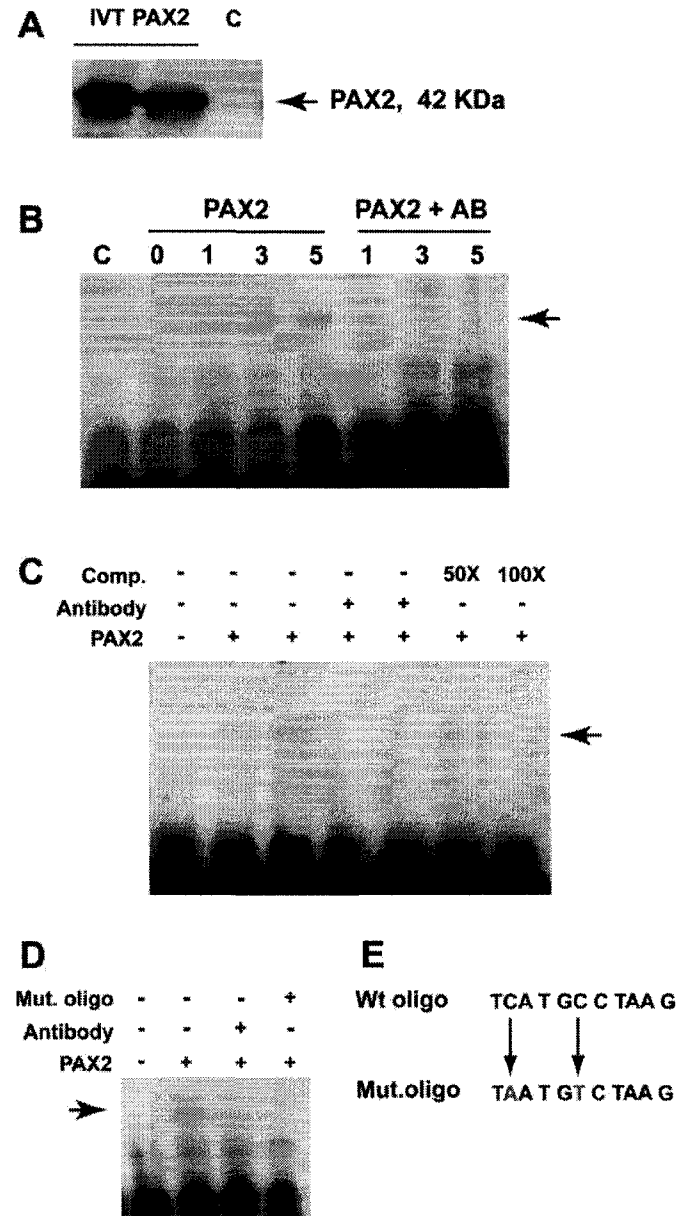 A
IVT PAX2 C
PAX2, 42 KDa
B
PAX2 PAX2 + AB
C 0 1 3 5 1 3 5
C
Comp. - - - - - 50X 100X
Antibody - - - + + - -
PAX2 - + + + + + +
D
Mut. oligo - - - +
Antibody - - + -
PAX2 - + + +
E
Wt oligo TCA T GC C TAA G
Mut.oligo TAA T GT C TAA G